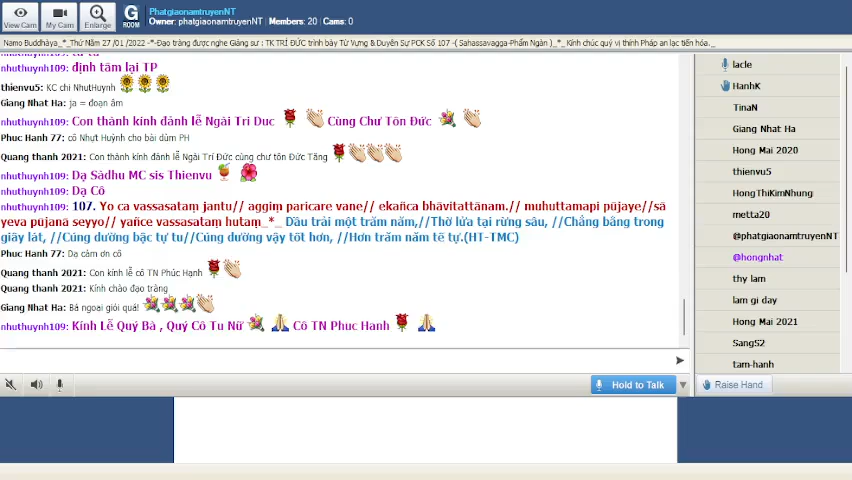 PhatgiaonamtruyenNT
Owner: phatgiaonamtruyenNT | Members: 20 | Cams: 0
View Cam
My Cam
Enlarge
G
ROOM
Namo Buddhàya_*_Thứ Năm 27 /01 /2022 -*-Đạo tràng được nghe Giảng sư : TK TRÍ ĐỨC trình bày Từ Vựng & Duyên Sự PCK Số 107 -( Sahassavagga-Phẩm Ngàn )_*_ Kính chúc quý vị thính Pháp an lạc tiến hóa._
nhuthuynh109: định tâm lại TP
thienvu5: KC chi NhutHuynh
Giang Nhat Ha: ja = đoạn âm
nhuthuynh109: Con thành kính đảnh lễ Ngài Tri Duc Cùng Chư Tôn Đức
Phuc Hanh 77: cô Nhựt Huỳnh cho bài dùm PH
Quang thanh 2021: Con thành kính đảnh lễ Ngài Trí Đức cùng chư tôn Đức Tăng
nhuthuynh109: Dạ Sàdhu MC sis Thienvu
nhuthuynh109: Dạ Cô
nhuthuynh109: 107. Yo ca vassasataṃ jantu// aggiṃ paricare vane// ekañca bhāvitattānaṃ.// muhuttamapi pūjaye//sā
yeva pūjanā seyyo// yañce vassasataṃ hutaṃ_*_ Dầu trải một trăm năm,//Thờ lửa tại rừng sâu, //Chẳng bằng trong
giây lát, //Cúng dường bậc tự tu//Cúng dường vậy tốt hơn, //Hơn trăm năm tế tự.(HT-TMC)
Phuc Hanh 77: Dạ cảm ơn cô
Quang thanh 2021: Con kính lễ cô TN Phúc Hạnh
Quang thanh 2021: Kính chào đạo tràng
Giang Nhat Ha: Bà ngoại giỏi quá!
nhuthuynh109: Kính Lễ Quý Bà , Quý Cô Tu Nữ Cô TN Phuc Hanh
Hold to Talk
lacle
HanhK
TinaN
Giang Nhat Ha
Hong Mai 2020
thienvu5
HongThiKimNhung
metta20
@phatgiaonamtruyenNT
@hongnhat
thy lam
lam gi day
Hong Mai 2021
SangS2
tam-hanh
Raise Hand